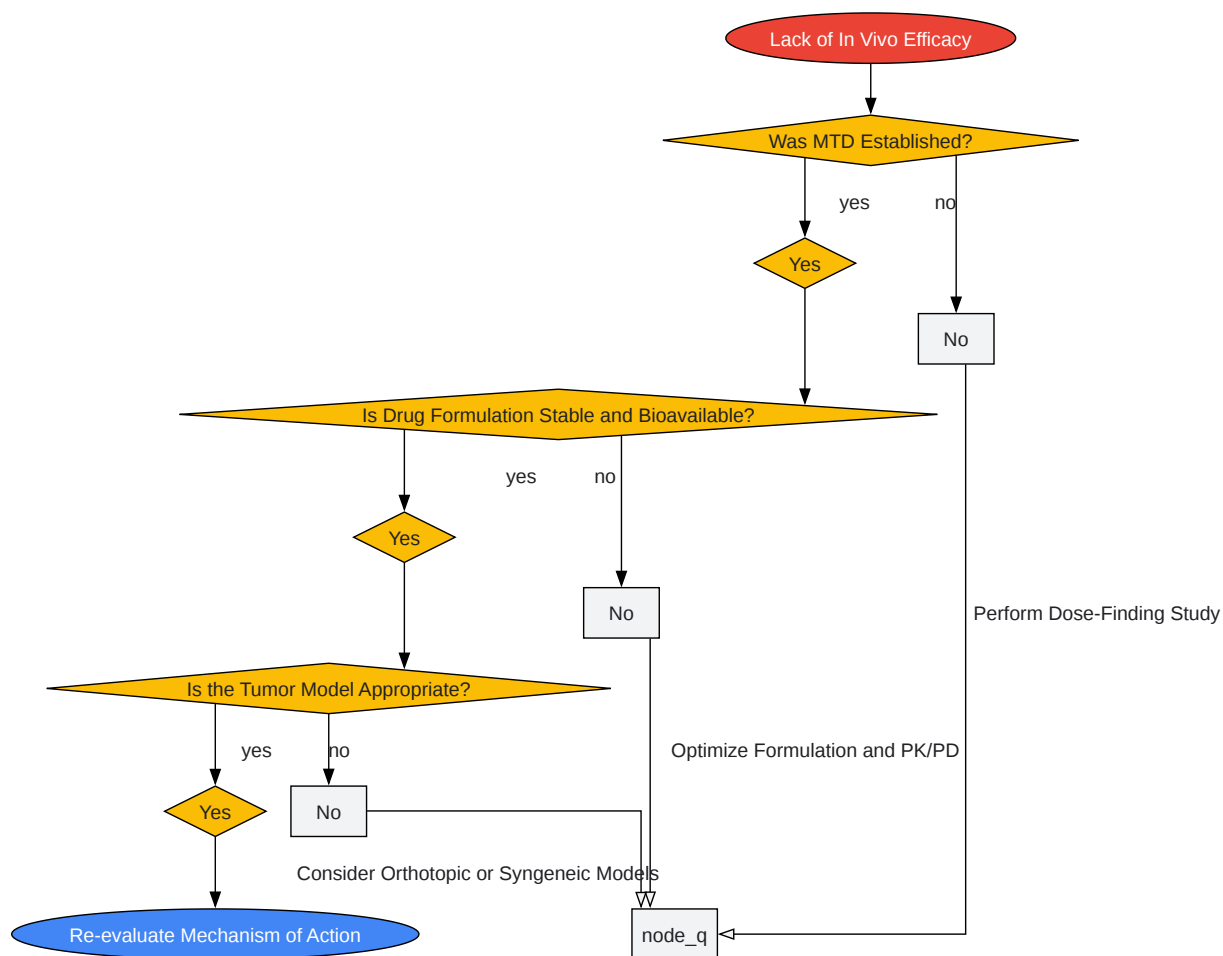 Lack of In Vivo Efficacy
Was MTD Established?
yes
no
Yes
No
Is Drug Formulation Stable and Bioavailable?
yes
no
Yes
No
Perform Dose-Finding Study
Is the Tumor Model Appropriate?
yes
no
Optimize Formulation and PK/PD
Yes
No
Consider Orthotopic or Syngeneic Models
Re-evaluate Mechanism of Action
node_q